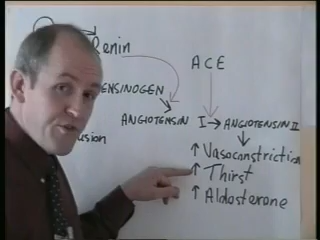 Renin
ACE
ENSINOGEN
ANGIOTENSIN I → ANGIOTENSIN II
↑ Vasoconstriction
usion
↑ Thirst
↑ Aldosterone